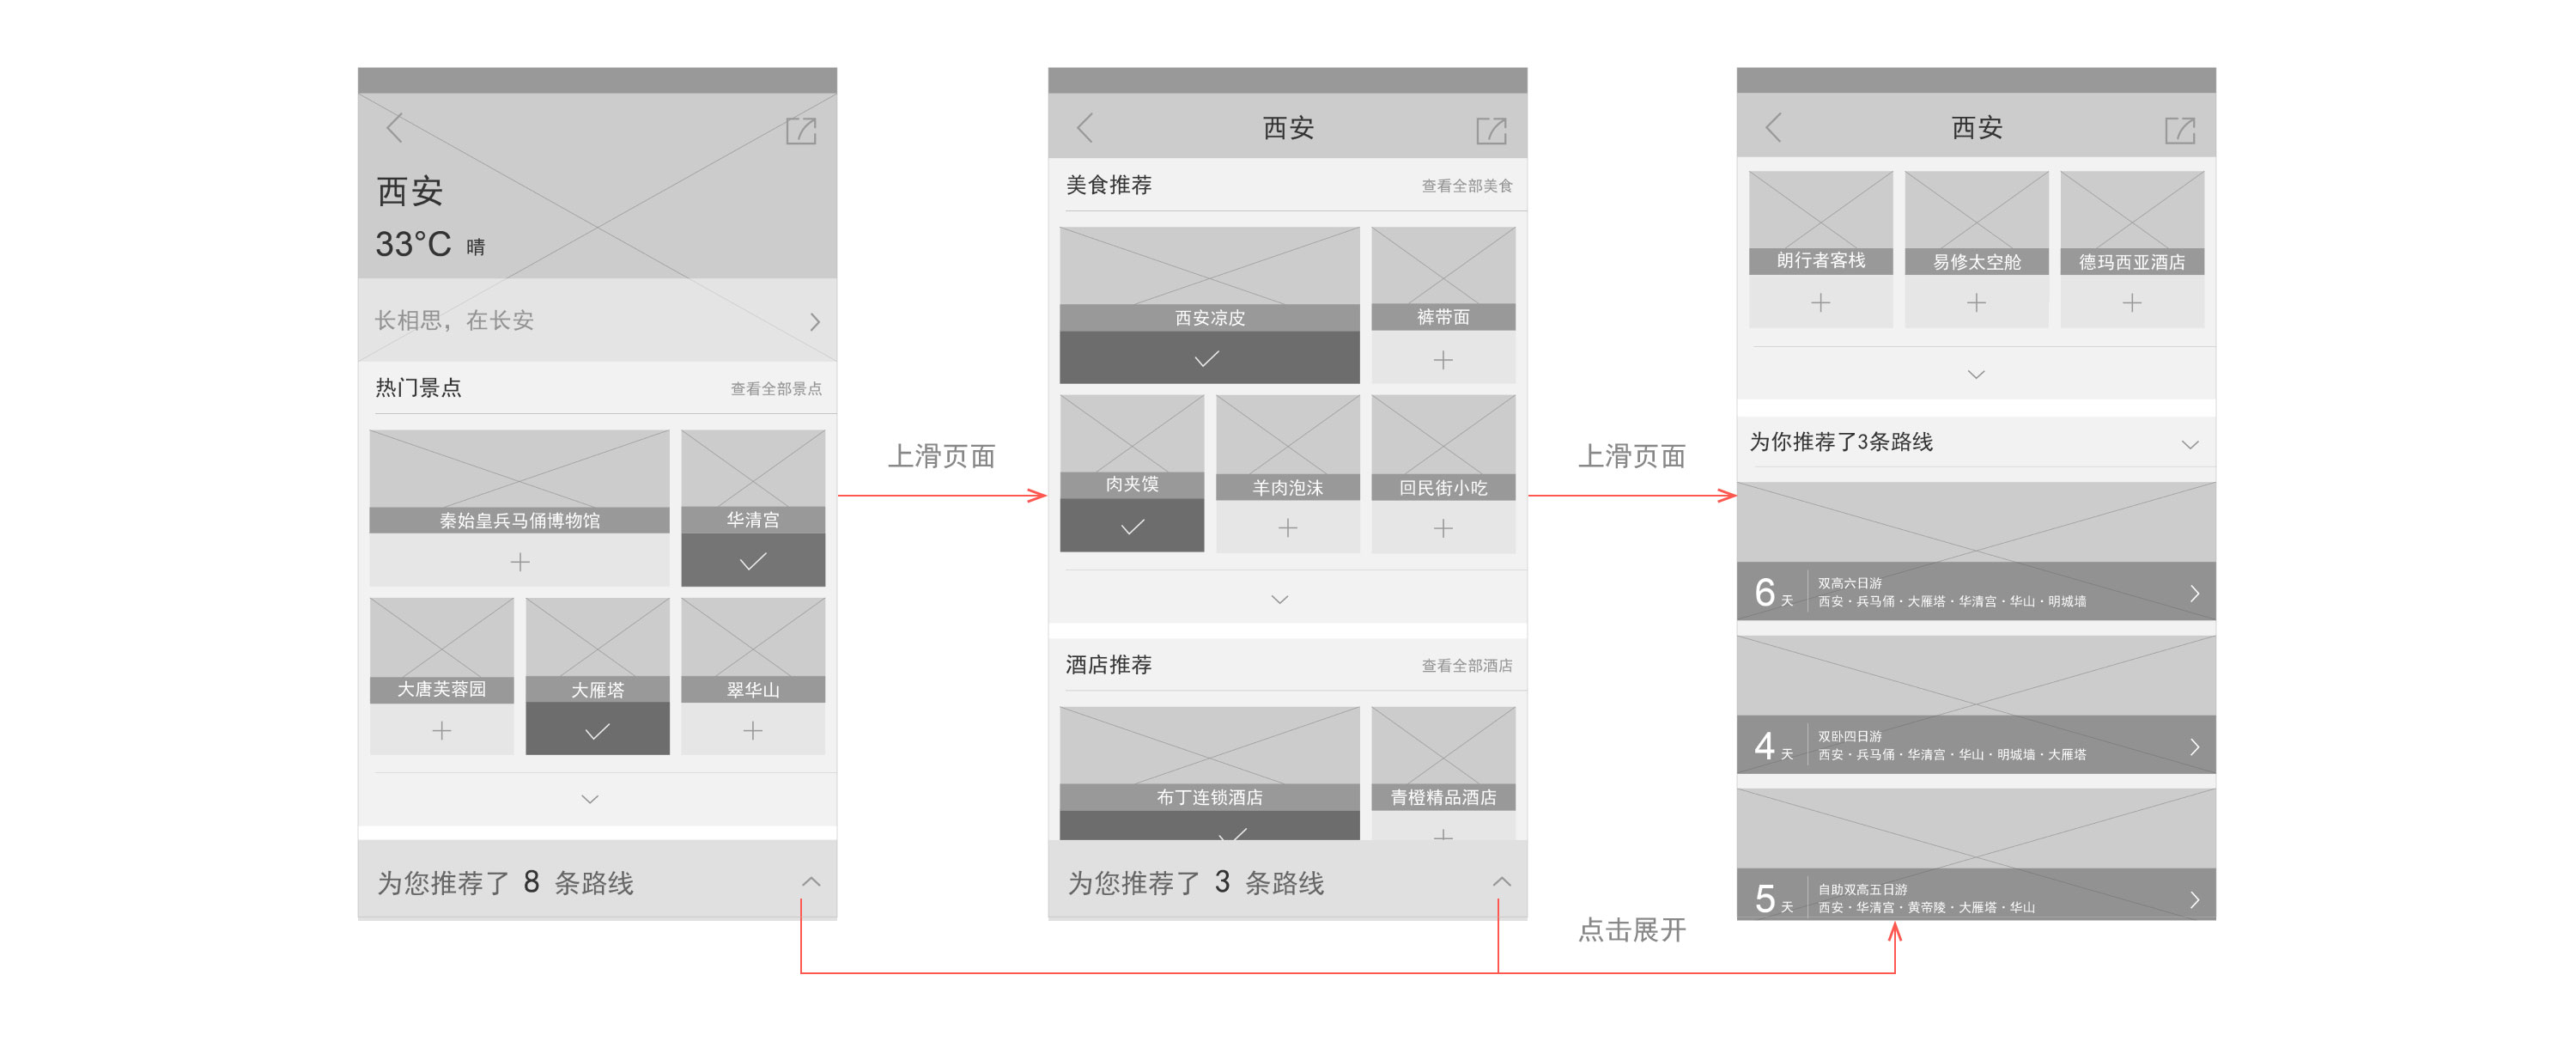 西安
33°C 晴
长相思，在长安
热门景点 查看全部景点
秦始皇兵马俑博物馆 华清宫
大唐芙蓉园 大雁塔 翠华山
为您推荐了 8 条路线
上滑页面
西安
美食推荐 查看全部美食
西安凉皮 裤带面
肉夹馍 羊肉泡沫 回民街小吃
酒店推荐 查看全部酒店
布丁连锁酒店 青橙精品酒店
为您推荐了 3 条路线
上滑页面
点击展开
西安
朗行者客栈 易修太空舱 德玛西亚酒店
为你推荐了3条路线
6 天 双高六日游
西安·兵马俑·大雁塔·华清宫·华山·明城墙
4 天 双卧四日游
西安·兵马俑·华清宫·华山·明城墙·大雁塔
5 天 自助双高五日游
西安·华清宫·黄帝陵·大雁塔·华山